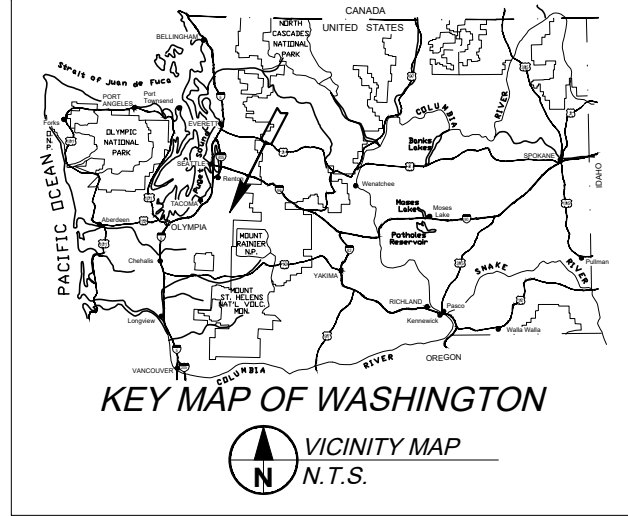 CANADA
UNITED STATES
BELLINGHAM
NORTH
CASCADES
NATIONAL
PARK
Strait of Juan de Fuca
PORT
ANGELES
Port
Townsend
Forks
O.N.P.
OLYMPIC
NATIONAL
PARK
EVERETT
COLUMBIA
RIVER
Banks
Lakes
SPOKANE
IDAHO
SEATTLE
Puget Sound
Renton
Wenatchee
PACIFIC OCEAN
TACOMA
Moses
Lake
Moses
Lake
Aberdeen
OLYMPIA
Potholes
Reservoir
MOUNT
RAINIER
N.P.
Chehalis
Pullman
SNAKE
RIVER
YAKIMA
MOUNT
ST. HELENS
NAT'L VOLC.
MON.
RICHLAND
Pasco
Kennewick
Longview
Walla Walla
VANCOUVER
COLUMBIA
RIVER
OREGON
KEY MAP OF WASHINGTON
N
VICINITY MAP
N.T.S.